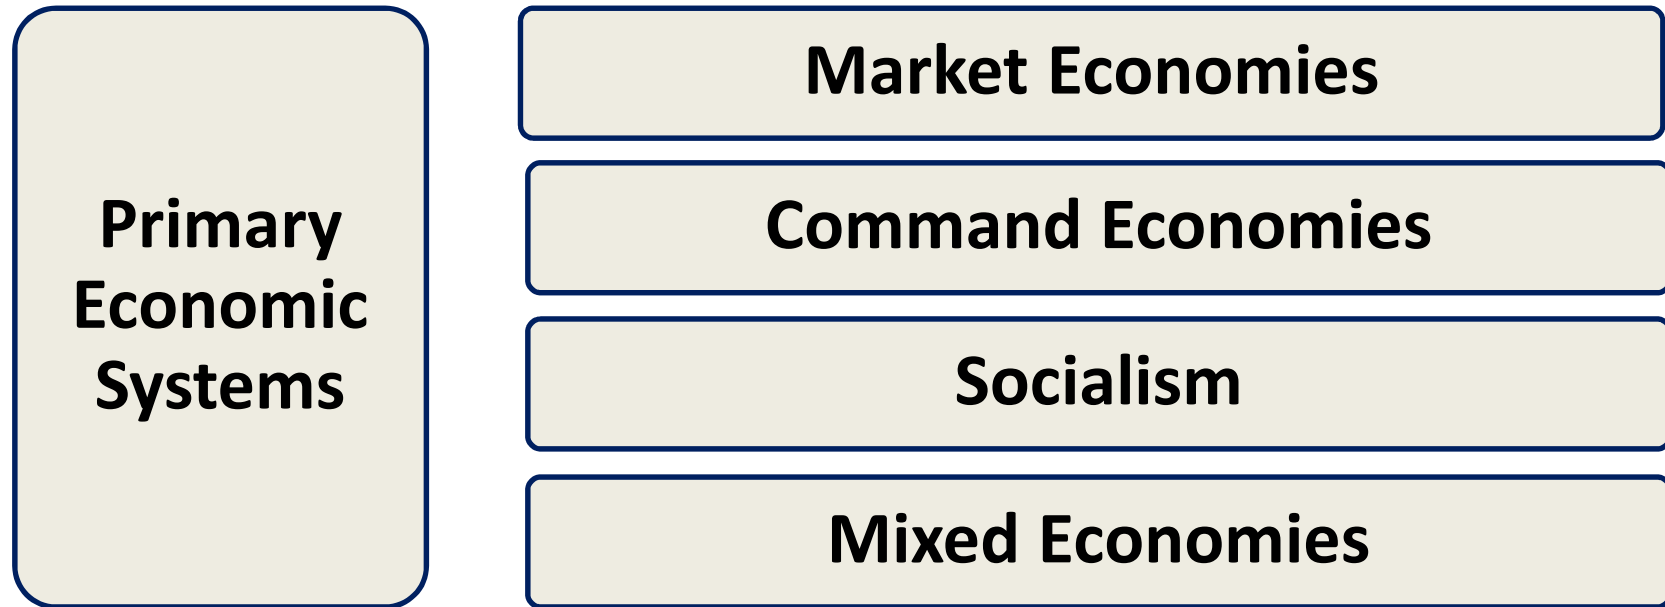 Primary
Economic
Systems
Market Economies
Command Economies
Socialism
Mixed Economies